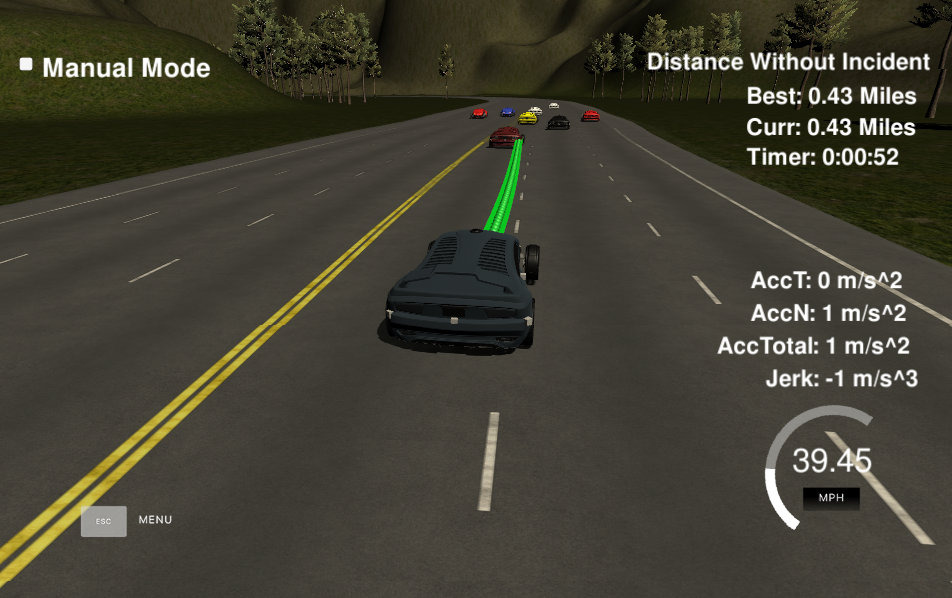 Manual Mode
Distance Without Incident
Best: 0.43 Miles
Curr: 0.43 Miles
Timer: 0:00:52
AccT: 0 m/s^2
AccN: 1 m/s^2
AccTotal: 1 m/s^2
Jerk: -1 m/s^3
39.45
MPH
ESC MENU